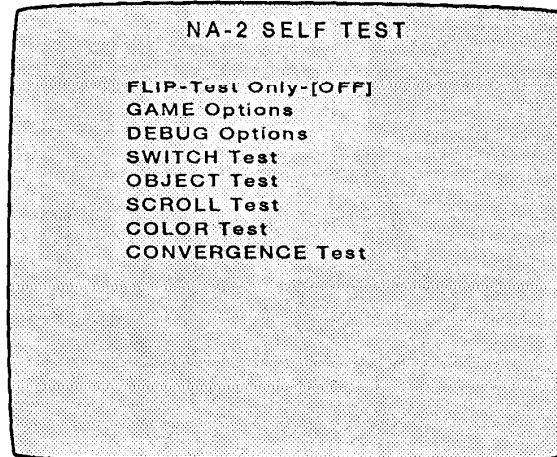 NA-2 SELF TEST
FLIP-Test Only-[OFF]
GAME Options
DEBUG Options
SWITCH Test
OBJECT Test
SCROLL Test
COLOR Test
CONVERGENCE Test